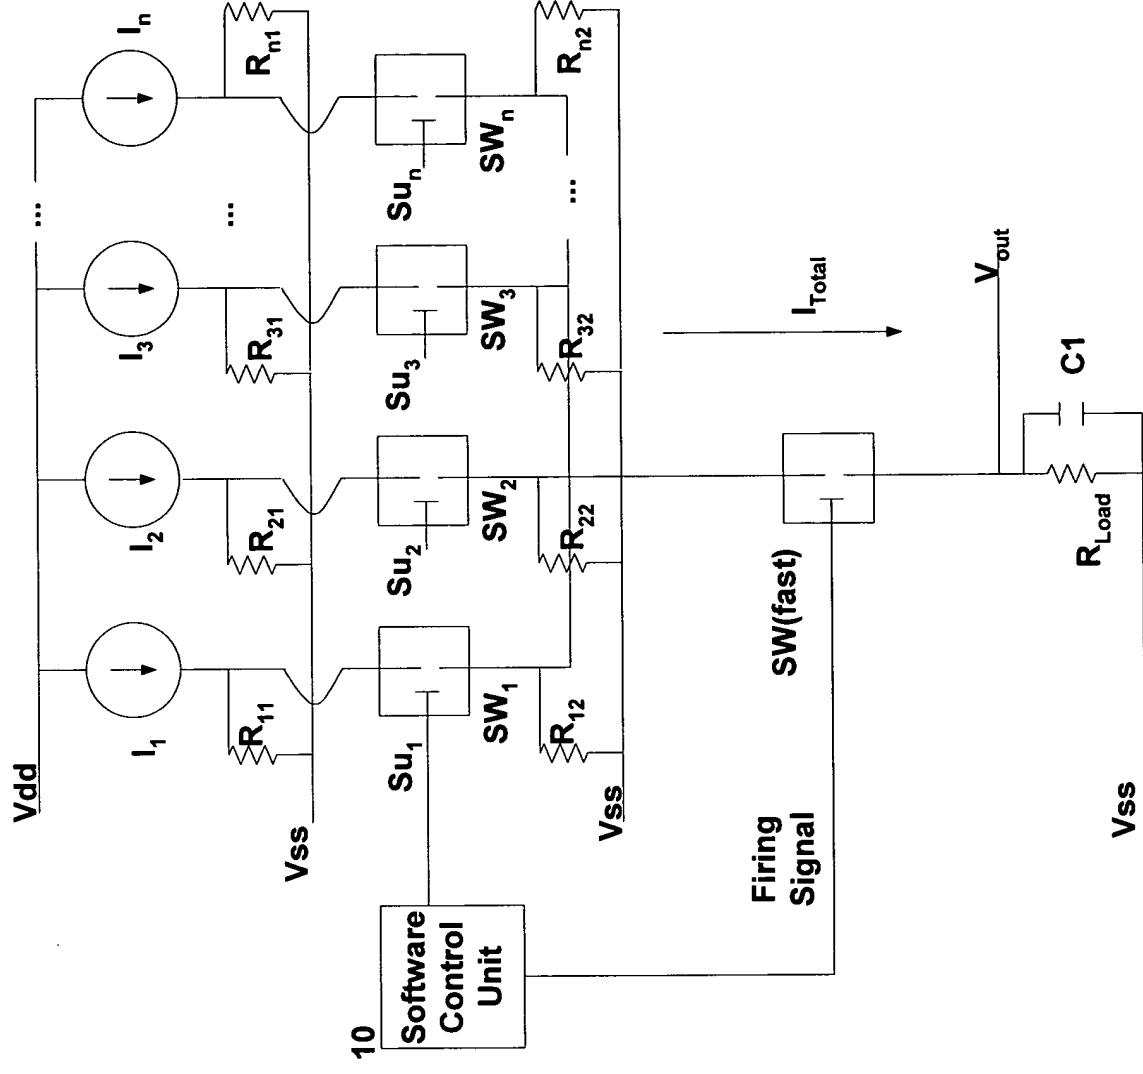 Vdd
I1
I2
I3
...
In
R11
R21
R31
...
Rn1
Vss
10
Software
Control
Unit
Su1
Su2
Su3
Sun
SW1
SW2
SW3
SWn
...
R12
R22
R32
Rn2
Vss
Firing
Signal
SW(fast)
ITotal
Vout
RLoad
C1
Vss